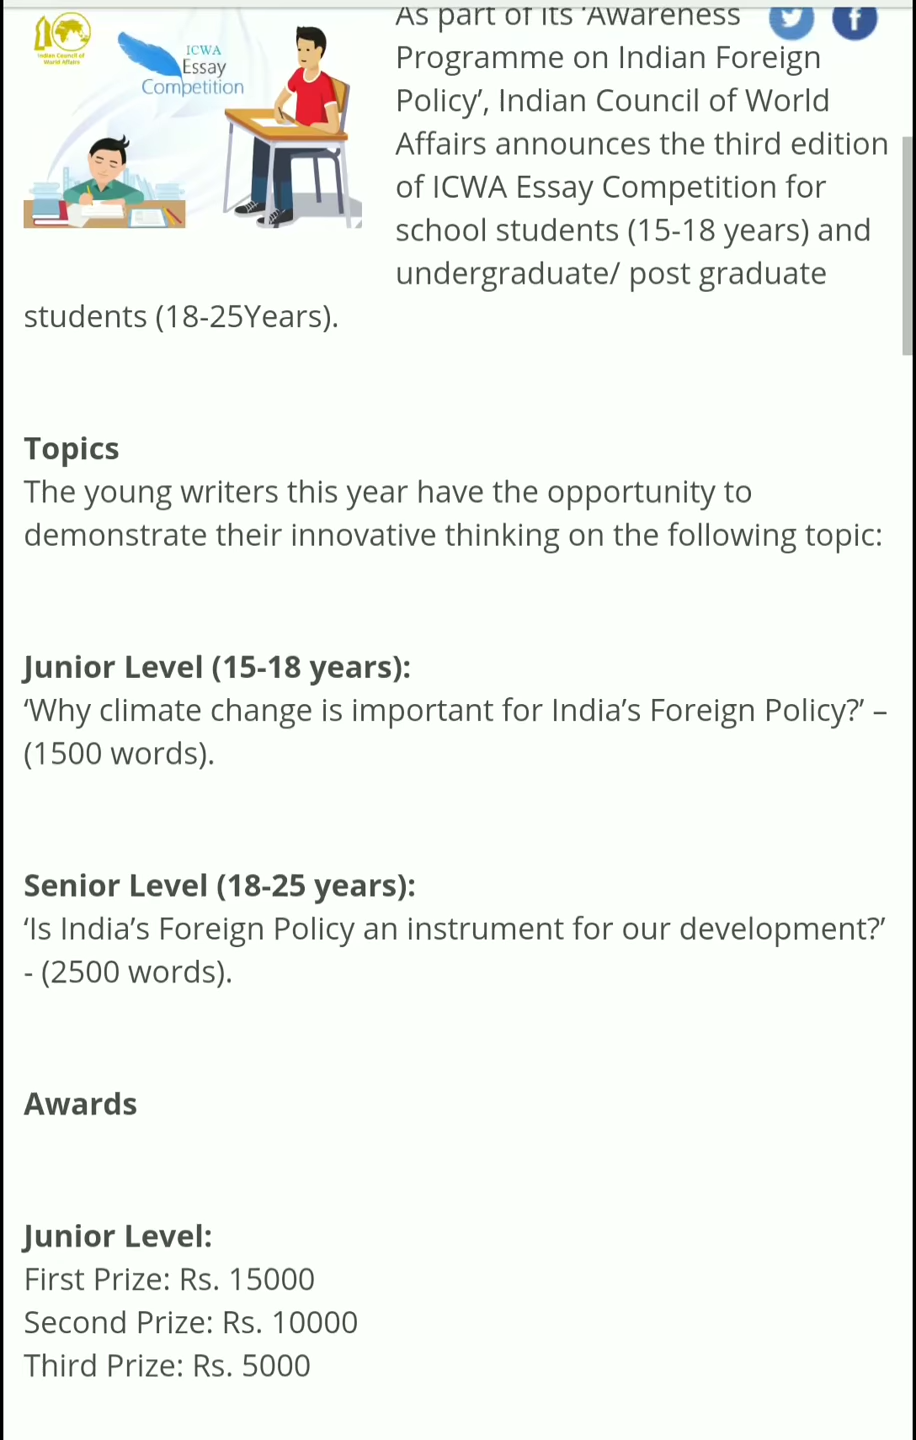 Indian Council of
World Affairs
ICWA
Essay
Competition
As part of its 'Awareness
Programme on Indian Foreign
Policy', Indian Council of World
Affairs announces the third edition
of ICWA Essay Competition for
school students (15-18 years) and
undergraduate/ post graduate
students (18-25Years).
Topics
The young writers this year have the opportunity to
demonstrate their innovative thinking on the following topic:
Junior Level (15-18 years):
‘Why climate change is important for India’s Foreign Policy?’ –
(1500 words).
Senior Level (18-25 years):
‘Is India’s Foreign Policy an instrument for our development?’
- (2500 words).
Awards
Junior Level:
First Prize: Rs. 15000
Second Prize: Rs. 10000
Third Prize: Rs. 5000